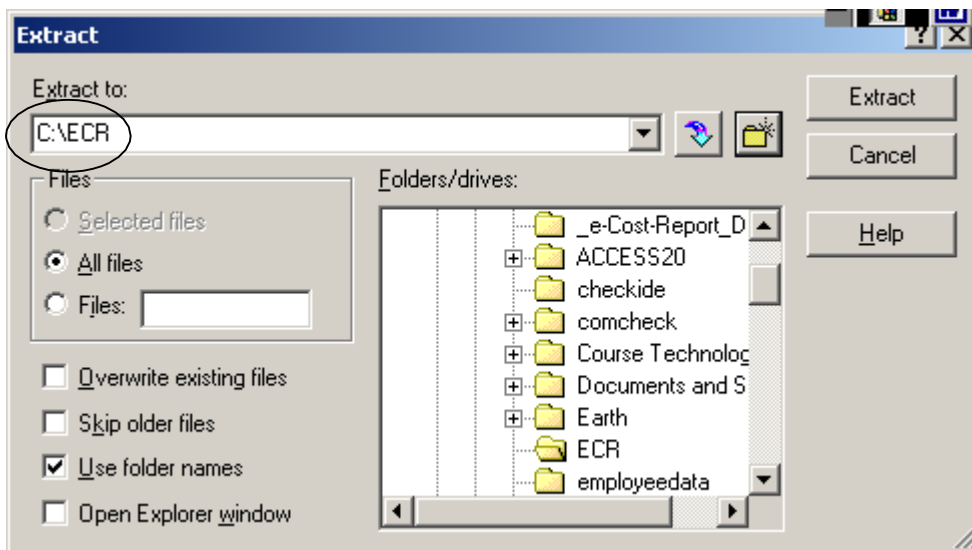 Extract
Extract to:
C:\ECR
Extract
Cancel
Help
Files
Selected files
All files
Files:
Overwrite existing files
Skip older files
Use folder names
Open Explorer window
Folders/drives:
_e-Cost-Report_D
ACCESS20
checkide
comcheck
Course Technolog
Documents and S
Earth
ECR
employeedata